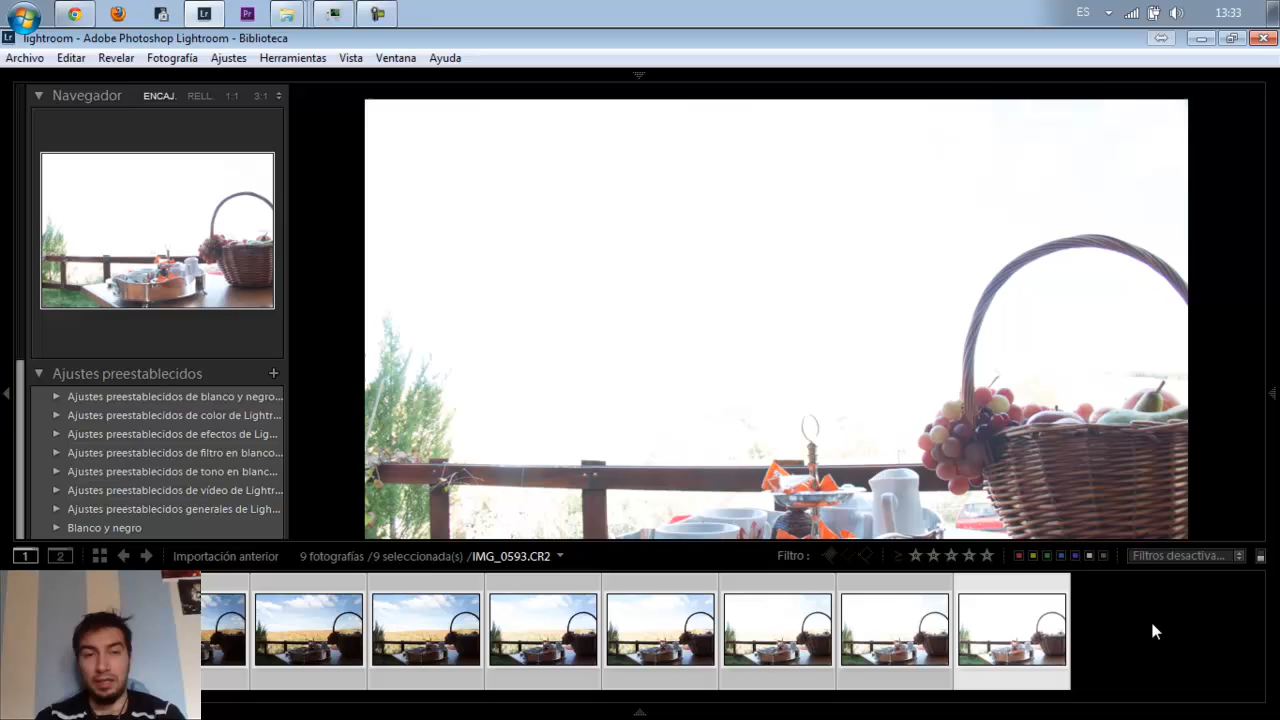 ES 13:33
lightroom - Adobe Photoshop Lightroom - Biblioteca
Archivo Editar Revelar Fotografía Ajustes Herramientas Vista Ventana Ayuda
Navegador ENCAJ. RELL. 1:1 3:1
Ajustes preestablecidos +
Ajustes preestablecidos de blanco y negro...
Ajustes preestablecidos de color de Lightr...
Ajustes preestablecidos de efectos de Lig...
Ajustes preestablecidos de filtro en blanco...
Ajustes preestablecidos de tono en blanc...
Ajustes preestablecidos de vídeo de Lightr...
Ajustes preestablecidos generales de Ligh...
Blanco y negro
1 2 Importación anterior 9 fotografías /9 seleccionada(s) /IMG_0593.CR2 Filtro : Filtros desactiva...